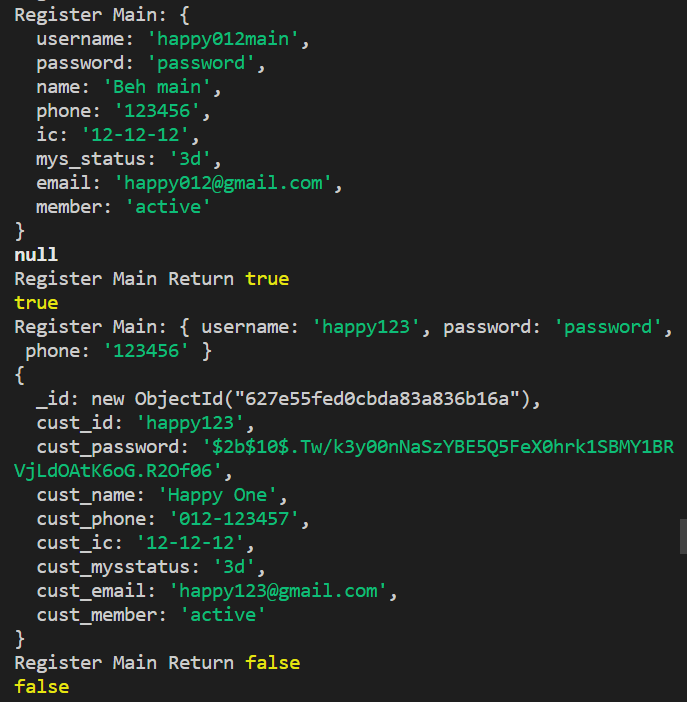 Register Main: {
  username: 'happy012main',
  password: 'password',
  name: 'Beh main',
  phone: '123456',
  ic: '12-12-12',
  mys_status: '3d',
  email: 'happy012@gmail.com',
  member: 'active'
}
null
Register Main Return true
true
Register Main: { username: 'happy123', password: 'password',
 phone: '123456' }
{
  _id: new ObjectId("627e55fed0cbda83a836b16a"),
  cust_id: 'happy123',
  cust_password: '$2b$10$.Tw/k3y00nNaSzYBE5Q5FeX0hrk1SBMY1BR
VjLdOAtK6oG.R2Of06',
  cust_name: 'Happy One',
  cust_phone: '012-123457',
  cust_ic: '12-12-12',
  cust_mysstatus: '3d',
  cust_email: 'happy123@gmail.com',
  cust_member: 'active'
}
Register Main Return false
false